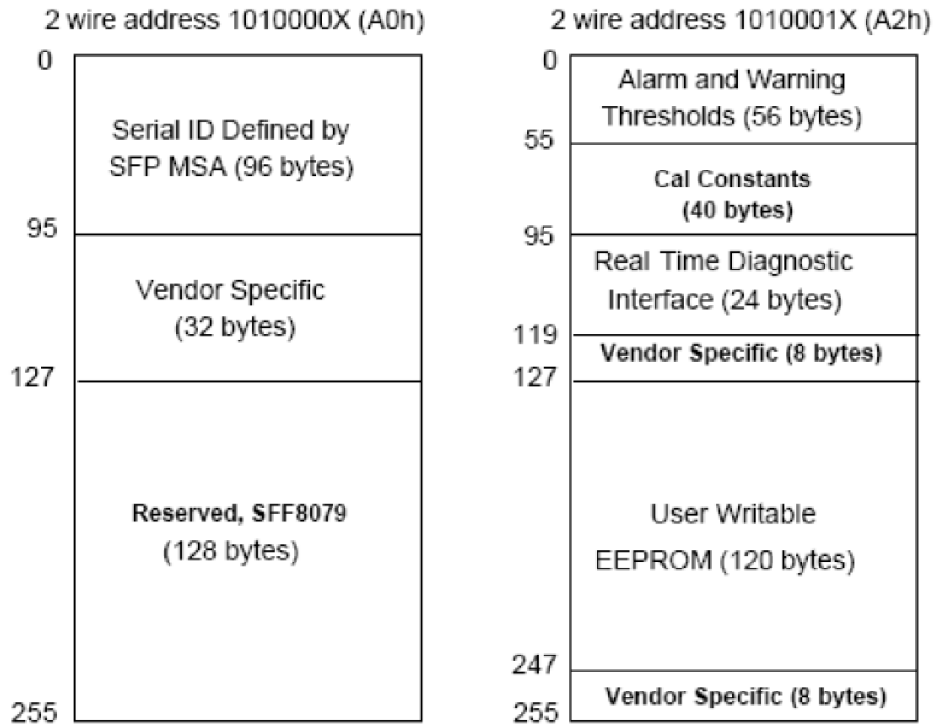 2 wire address 1010000X (A0h)
0
Serial ID Defined by
SFP MSA (96 bytes)
95
Vendor Specific
(32 bytes)
127
Reserved, SFF8079
(128 bytes)
255
2 wire address 1010001X (A2h)
0
Alarm and Warning
Thresholds (56 bytes)
55
Cal Constants
(40 bytes)
95
Real Time Diagnostic
Interface (24 bytes)
119
Vendor Specific (8 bytes)
127
User Writable
EEPROM (120 bytes)
247
Vendor Specific (8 bytes)
255